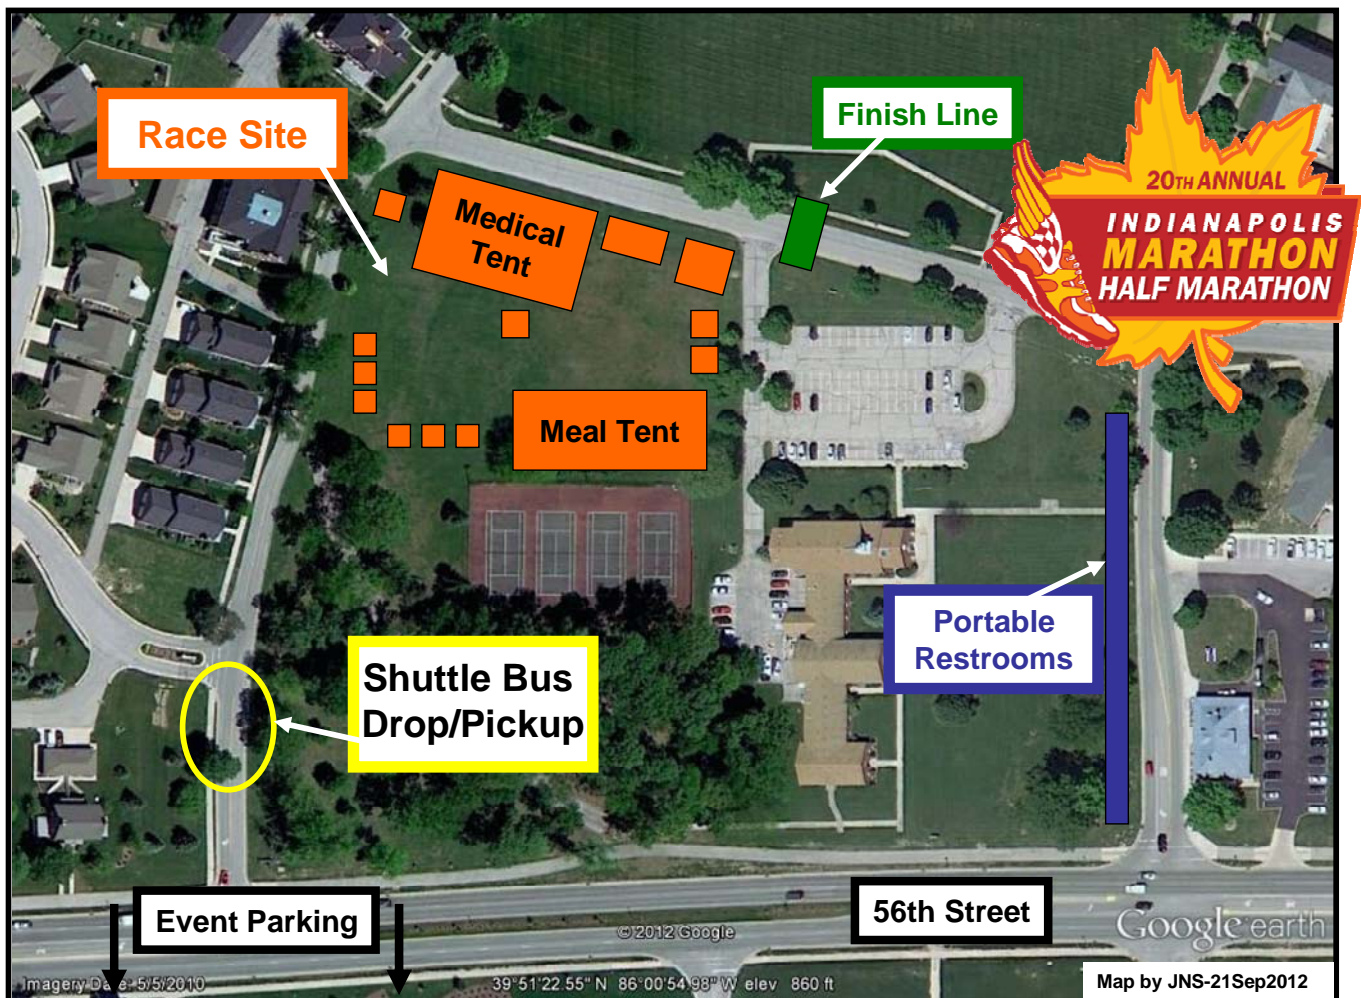 Race Site
Finish Line
20TH ANNUAL
INDIANAPOLIS
MARATHON
HALF MARATHON
Medical
Tent
Meal Tent
Portable
Restrooms
Shuttle Bus
Drop/Pickup
Event Parking
56th Street
©2012 Google
Google earth
Imagery Date: 5/5/2010
39°51'22.55" N 86°00'54.98" W elev 860 ft
Map by JNS-21Sep2012